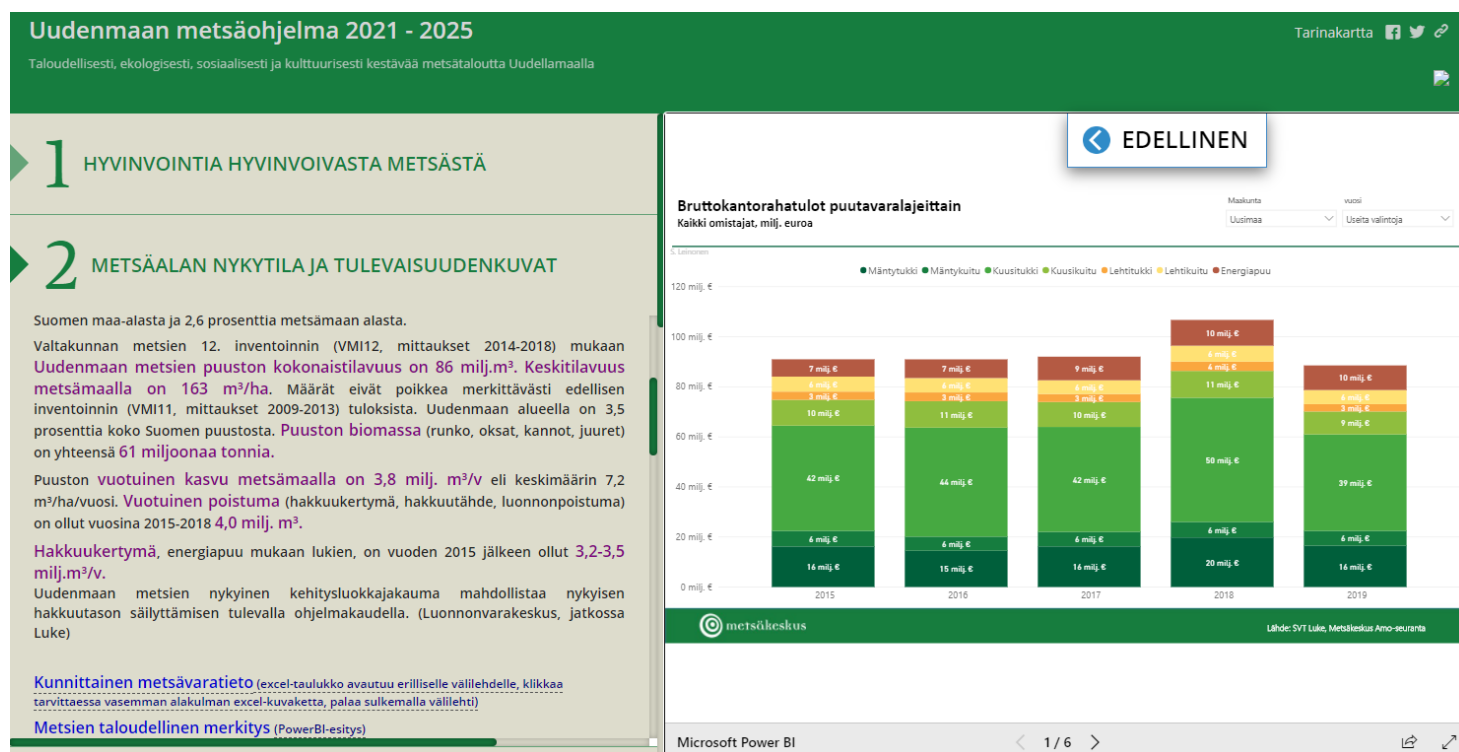 Uudenmaan metsäohjelma 2021 - 2025
Taloudellisesti, ekologisesti, sosiaalisesti ja kulttuurisesti kestävää metsätaloutta Uudellamaalla
Tarinakartta
1 HYVINVOINTIA HYVINVOIVASTA METSÄSTÄ
2 METSÄALAN NYKYTILA JA TULEVAISUUDENKUVAT
Suomen maa-alasta ja 2,6 prosenttia metsämaan alasta.
Valtakunnan metsien 12. inventoinnin (VMI12, mittaukset 2014-2018) mukaan
Uudenmaan metsien puuston kokonaistilavuus on 86 milj.m³. Keskitilavuus
metsämaalla on 163 m³/ha. Määrät eivät poikkea merkittävästi edellisen
inventoinnin (VMI11, mittaukset 2009-2013) tuloksista. Uudenmaan alueella on 3,5
prosenttia koko Suomen puustosta. Puuston biomassa (runko, oksat, kannot, juuret)
on yhteensä 61 miljoonaa tonnia.
Puuston vuotuinen kasvu metsämaalla on 3,8 milj. m³/v eli keskimäärin 7,2
m³/ha/vuosi. Vuotuinen poistuma (hakkuukertymä, hakkuutähde, luonnonpoistuma)
on ollut vuosina 2015-2018 4,0 milj. m³.
Hakkuukertymä, energiapuu mukaan lukien, on vuoden 2015 jälkeen ollut 3,2-3,5
milj.m³/v.
Uudenmaan metsien nykyinen kehitysluokkajakauma mahdollistaa nykyisen
hakkuutason säilyttämisen tulevalla ohjelmakaudella. (Luonnonvarakeskus, jatkossa
Luke)
Kunnittainen metsävaratieto (excel-taulukko avautuu erilliselle välilehdelle, klikkaa
tarvittaessa vasemman alakulman excel-kuvaketta, palaa sulkemalla välilehti)
Metsien taloudellinen merkitys (PowerBI-esitys)
EDELLINEN
Bruttokantorahatulot puutavaralajeittain
Kaikki omistajat, milj. euroa
Maakunta vuosi
Uusimaa Useita valintoja
S. Leinonen
Mäntytukki Mäntykuitu Kuusitukki Kuusikuitu Lehtitukki Lehtikuitu Energiapuu
120 milj. €
100 milj. €
80 milj. €
60 milj. €
40 milj. €
20 milj. €
0 milj. €
7 milj. €
6 milj. €
3 milj. €
10 milj. €
42 milj. €
6 milj. €
16 milj. €
7 milj. €
6 milj. €
3 milj. €
11 milj. €
44 milj. €
6 milj. €
15 milj. €
9 milj. €
6 milj. €
3 milj. €
10 milj. €
42 milj. €
6 milj. €
16 milj. €
10 milj. €
6 milj. €
4 milj. €
11 milj. €
50 milj. €
6 milj. €
20 milj. €
10 milj. €
6 milj. €
3 milj. €
9 milj. €
39 milj. €
6 milj. €
16 milj. €
2015 2016 2017 2018 2019
metsäkeskus
Lähde: SVT Luke, Metsäkeskus Amo-seuranta
Microsoft Power BI
1 / 6